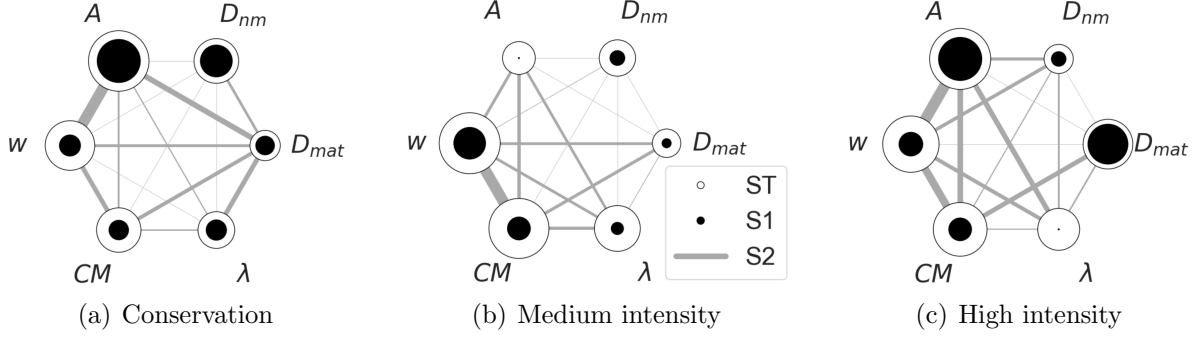 A
D_nm
w
D_mat
CM
λ
(a) Conservation
A
D_nm
w
D_mat
CM
λ
ST
S1
S2
(b) Medium intensity
A
D_nm
w
D_mat
CM
λ
(c) High intensity